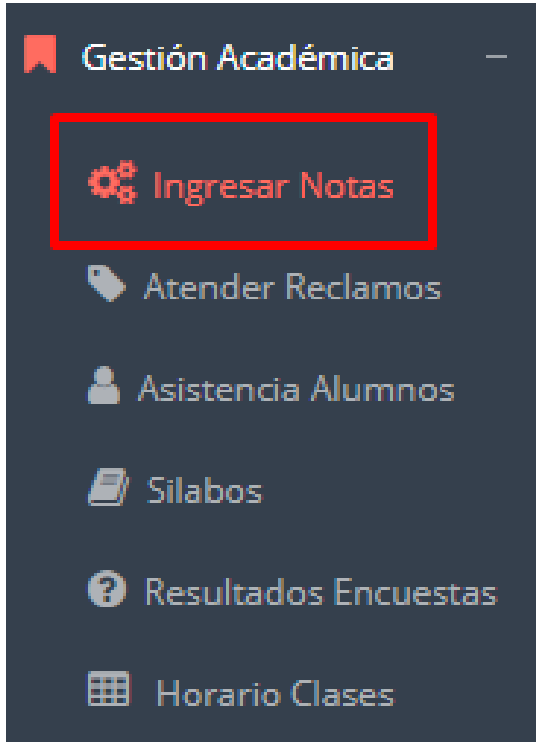 Gestión Académica
Ingresar Notas
Atender Reclamos
Asistencia Alumnos
Silabos
Resultados Encuestas
Horario Clases